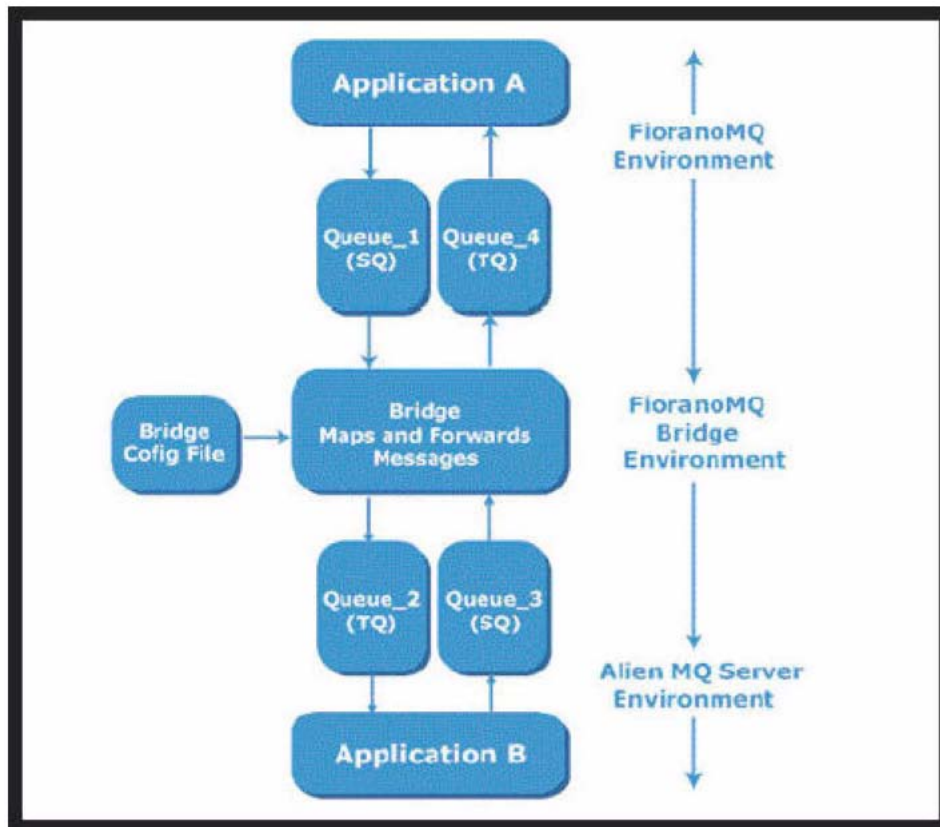 Application A
FioranoMQ
Environment
Queue_1
(SQ)
Queue_4
(TQ)
Bridge
Maps and Forwards
Messages
Bridge
Cofig File
FioranoMQ
Bridge
Environment
Queue_2
(TQ)
Queue_3
(SQ)
Alien MQ Server
Environment
Application B